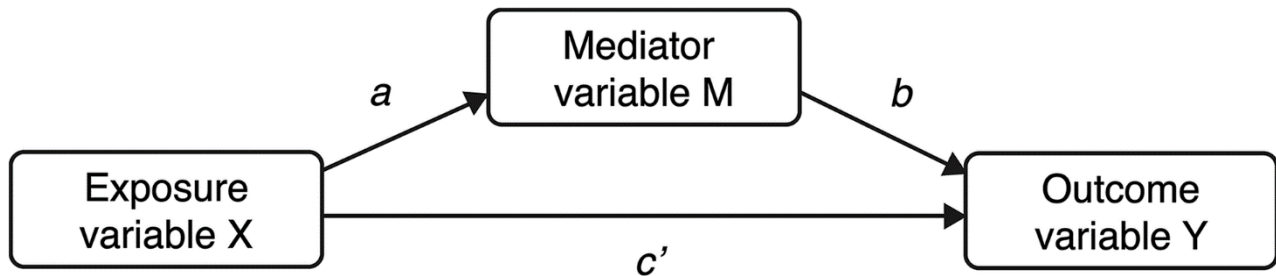 Mediator
variable M
a
b
Exposure
variable X
Outcome
variable Y
c’